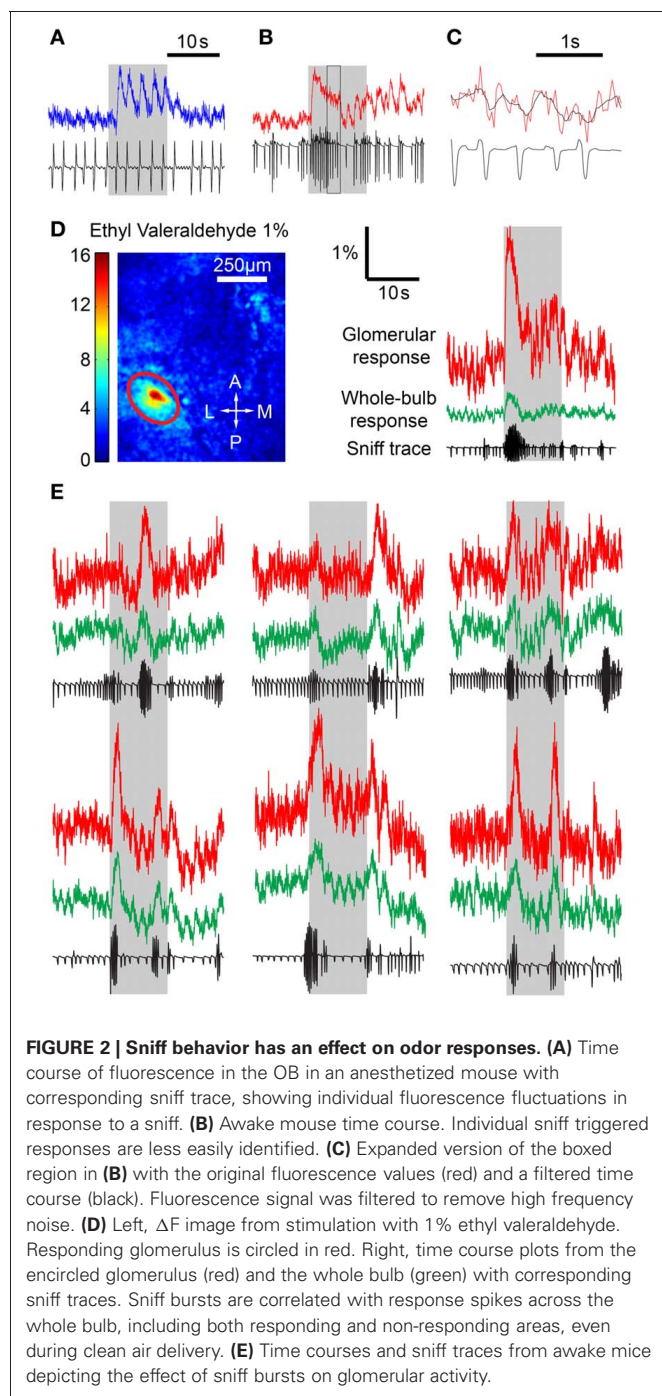 A
10 s
B
C
1s
D
Ethyl Valeraldehyde 1%
16
12
8
4
0
250µm
A
L
M
P
1%
10 s
Glomerular
response
Whole-bulb
response
Sniff trace
E
FIGURE 2 | Sniff behavior has an effect on odor responses. (A) Time
course of fluorescence in the OB in an anesthetized mouse with
corresponding sniff trace, showing individual fluorescence fluctuations in
response to a sniff. (B) Awake mouse time course. Individual sniff triggered
responses are less easily identified. (C) Expanded version of the boxed
region in (B) with the original fluorescence values (red) and a filtered time
course (black). Fluorescence signal was filtered to remove high frequency
noise. (D) Left, ΔF image from stimulation with 1% ethyl valeraldehyde.
Responding glomerulus is circled in red. Right, time course plots from the
encircled glomerulus (red) and the whole bulb (green) with corresponding
sniff traces. Sniff bursts are correlated with response spikes across the
whole bulb, including both responding and non-responding areas, even
during clean air delivery. (E) Time courses and sniff traces from awake mice
depicting the effect of sniff bursts on glomerular activity.